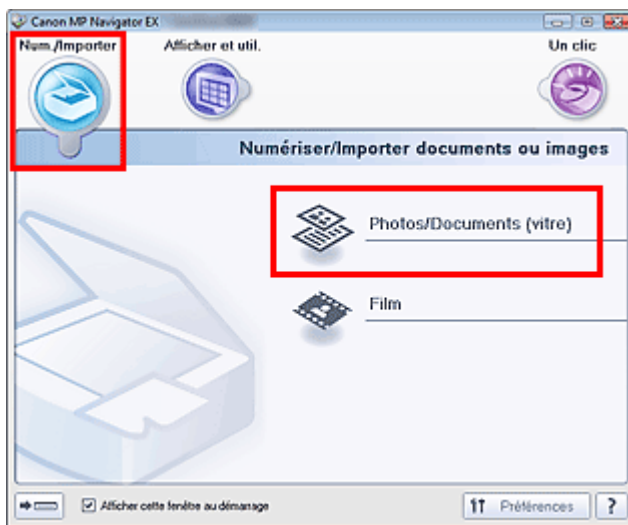 Canon MP Navigator EX
Num./Importer
Afficher et util.
Un clic
Numériser/Importer documents ou images
Photos/Documents (vitre)
Film
Afficher cette fenêtre au démarrage
Préférences
?